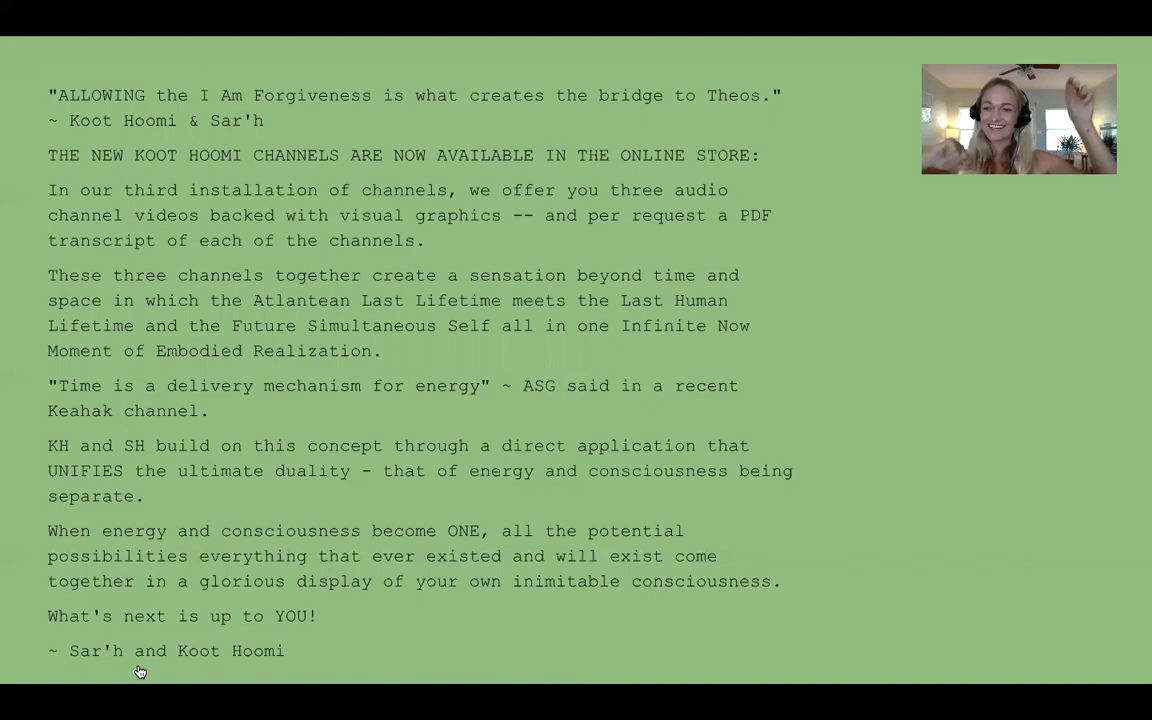 "ALLOWING the I Am Forgiveness is what creates the bridge to Theos."
~ Koot Hoomi & Sar'h
THE NEW KOOT HOOMI CHANNELS ARE NOW AVAILABLE IN THE ONLINE STORE:
In our third installation of channels, we offer you three audio
channel videos backed with visual graphics -- and per request a PDF
transcript of each of the channels.
These three channels together create a sensation beyond time and
space in which the Atlantean Last Lifetime meets the Last Human
Lifetime and the Future Simultaneous Self all in one Infinite Now
Moment of Embodied Realization.
"Time is a delivery mechanism for energy" ~ ASG said in a recent
Keahak channel.
KH and SH build on this concept through a direct application that
UNIFIES the ultimate duality - that of energy and consciousness being
separate.
When energy and consciousness become ONE, all the potential
possibilities everything that ever existed and will exist come
together in a glorious display of your own inimitable consciousness.
What's next is up to YOU!
~ Sar'h and Koot Hoomi